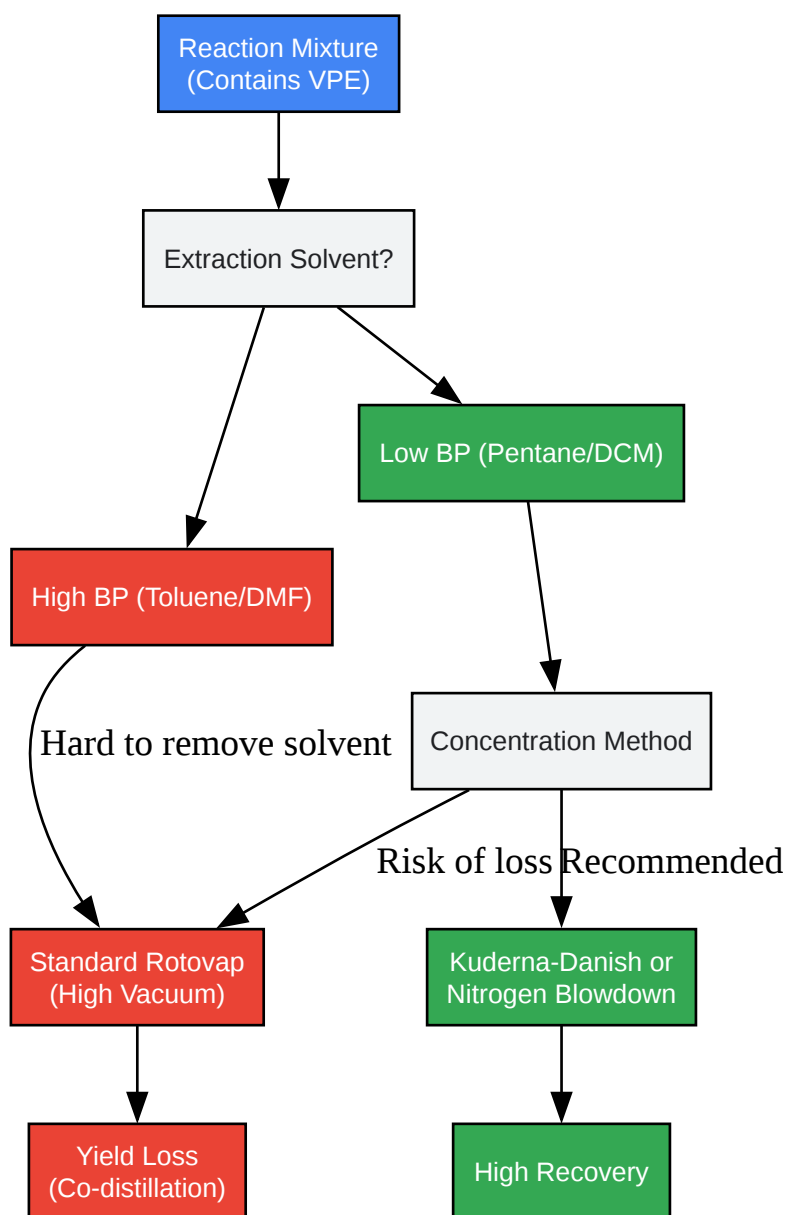 Reaction Mixture
(Contains VPE)
Extraction Solvent?
Low BP (Pentane/DCM)
High BP (Toluene/DMF)
Hard to remove solvent
Concentration Method
Risk of loss
Recommended
Standard Rotovap
(High Vacuum)
Kuderna-Danish or
Nitrogen Blowdown
Yield Loss
(Co-distillation)
High Recovery